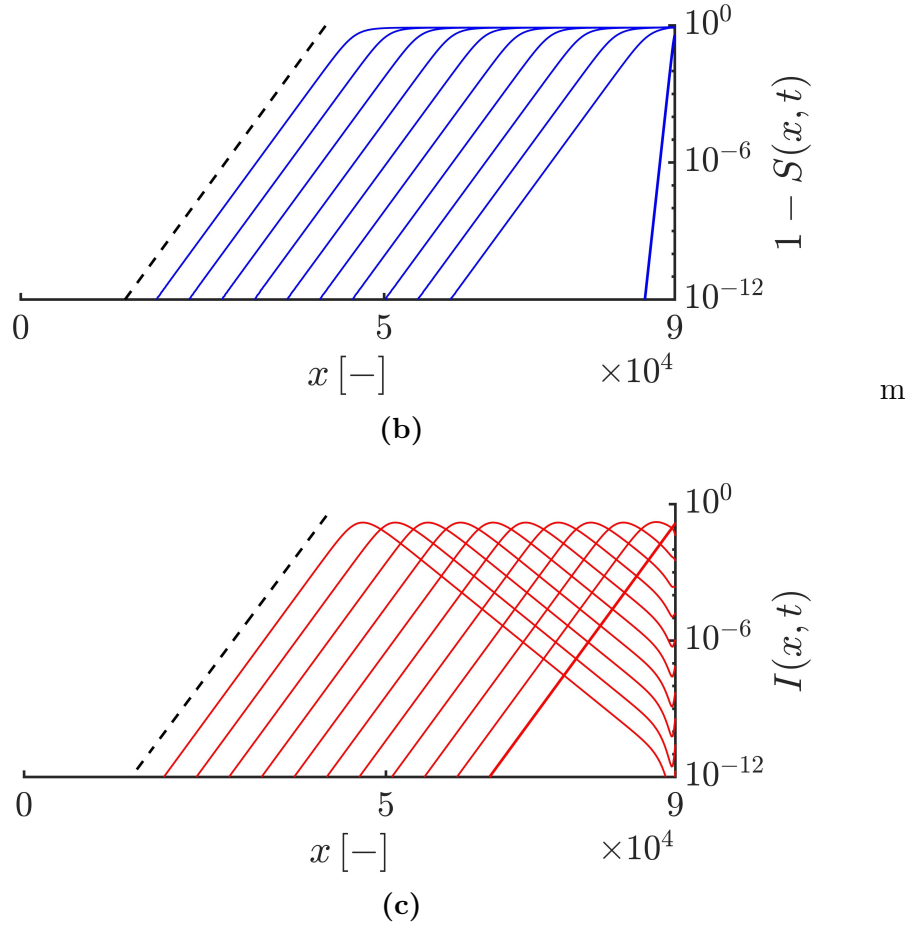 10^0
10^{-6}
10^{-12}
1 − S(x, t)
0
5
9
x [−]
×10^4
m
(b)
10^0
10^{-6}
10^{-12}
I(x, t)
0
5
9
x [−]
×10^4
(c)